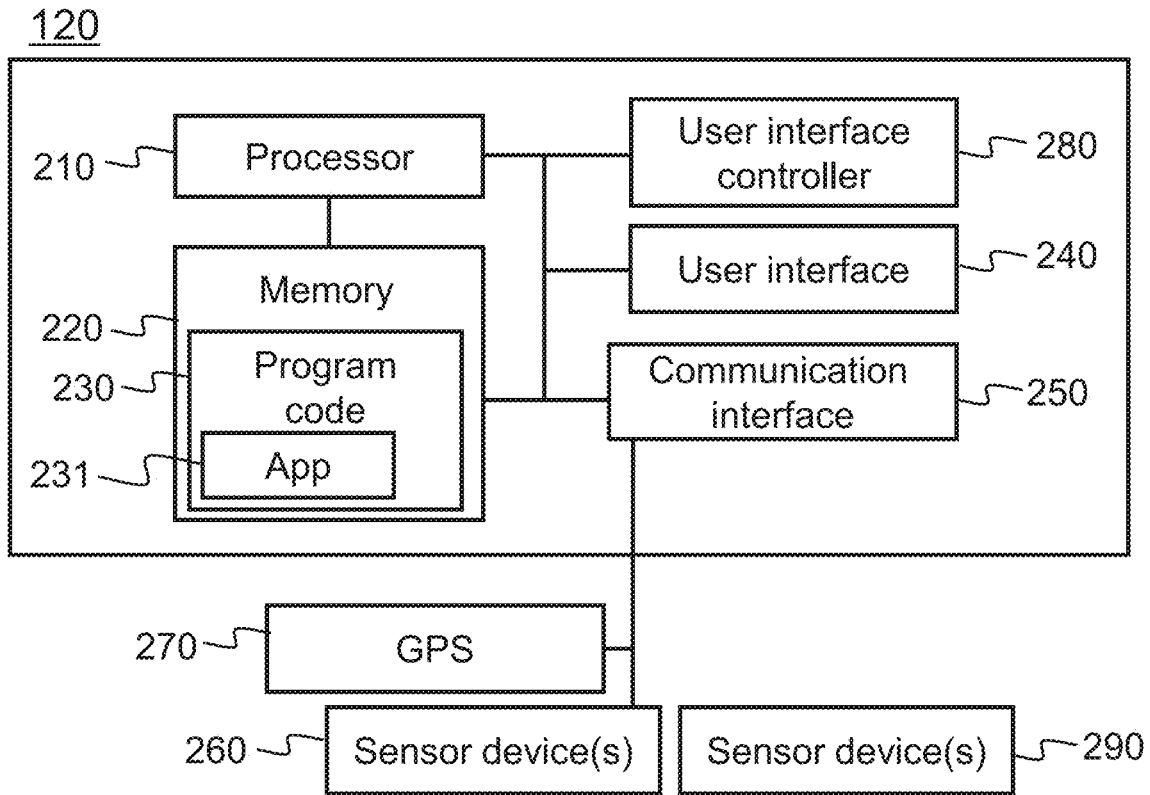 120
210
Processor
User interface
controller
280
220
Memory
User interface
240
230
Program
code
Communication
interface
250
231
App
270
GPS
260
Sensor device(s)
Sensor device(s)
290